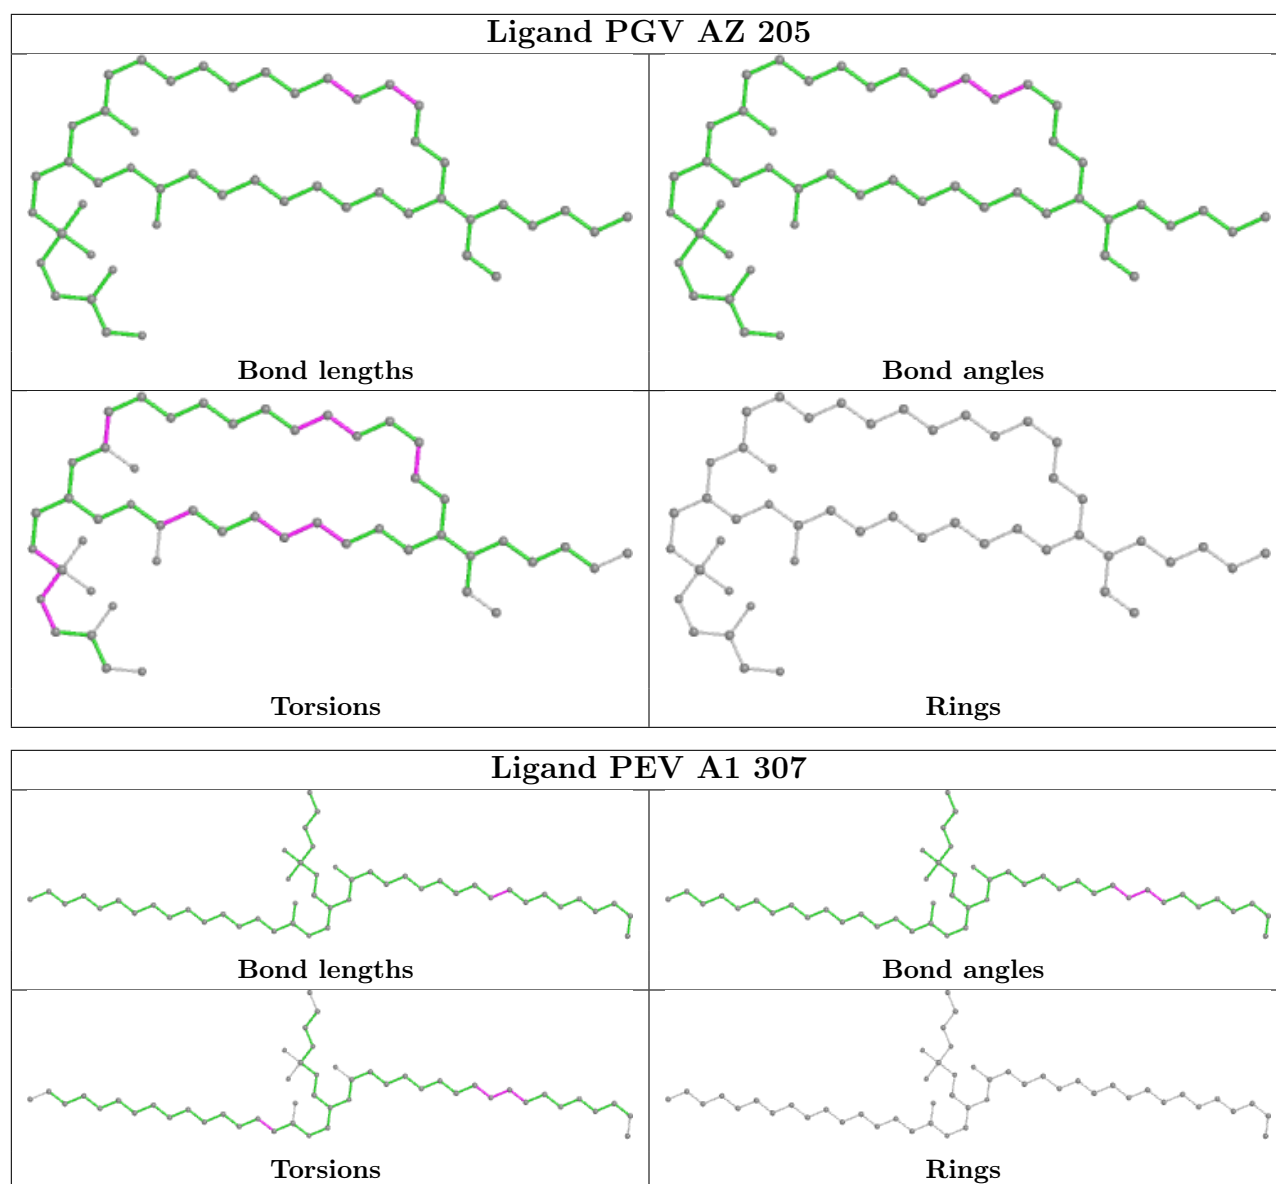 Ligand PGV AZ 205
Bond lengths
Bond angles
Torsions
Rings
Ligand PEV A1 307
Bond lengths
Bond angles
Torsions
Rings